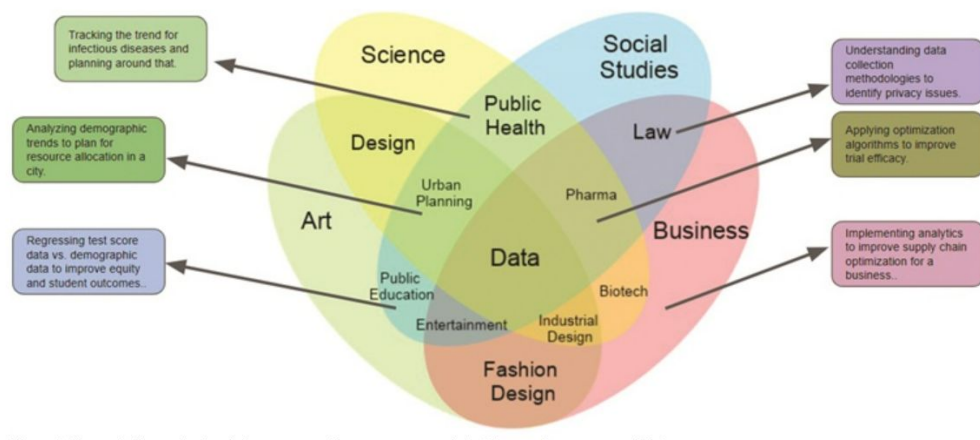 Tracking the trend for
infectious diseases and
planning around that.
Analyzing demographic
trends to plan for
resource allocation in a
city.
Regressing test score
data vs. demographic
data to improve equity
and student outcomes..
Science
Social
Studies
Public
Health
Design
Law
Urban
Planning
Pharma
Art
Business
Data
Public
Education
Biotech
Entertainment
Industrial
Design
Fashion
Design
Understanding data
collection
methodologies to
identify privacy issues.
Applying optimization
algorithms to improve
trial efficacy.
Implementing analytics
to improve supply chain
optimization for a
business..